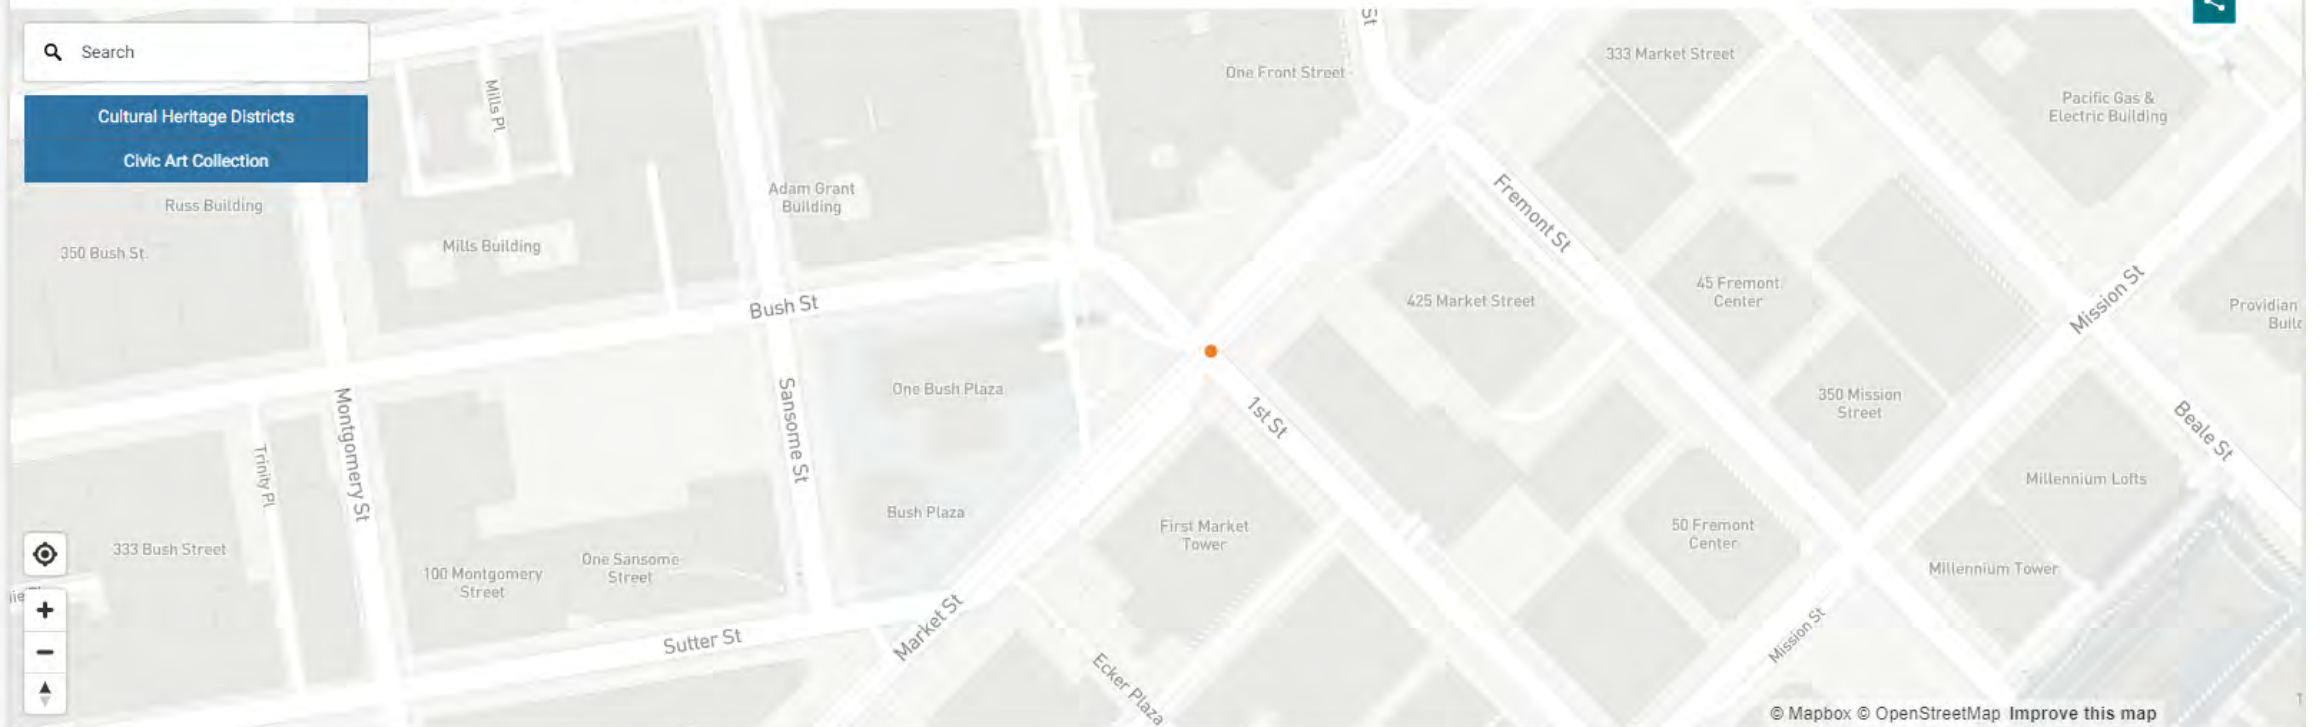 St
Search
Cultural Heritage Districts
Civic Art Collection
Mills Pl
One Front Street
333 Market Street
Pacific Gas &
Electric Building
Russ Building
350 Bush St.
Mills Building
Adam Grant
Building
Fremont St
Bush St
425 Market Street
45 Fremont
Center
Mission St
Providian
One Bush Plaza
Sansome St
1st St
350 Mission
Street
Beale St
Montgomery St
Trinity Pl
Bush Plaza
First Market
Tower
50 Fremont
Center
Millennium Lofts
Millennium Tower
333 Bush Street
100 Montgomery
Street
One Sansome
Street
Sutter St
Market St
Ecker Plaza
Mission St
© Mapbox © OpenStreetMap Improve this map